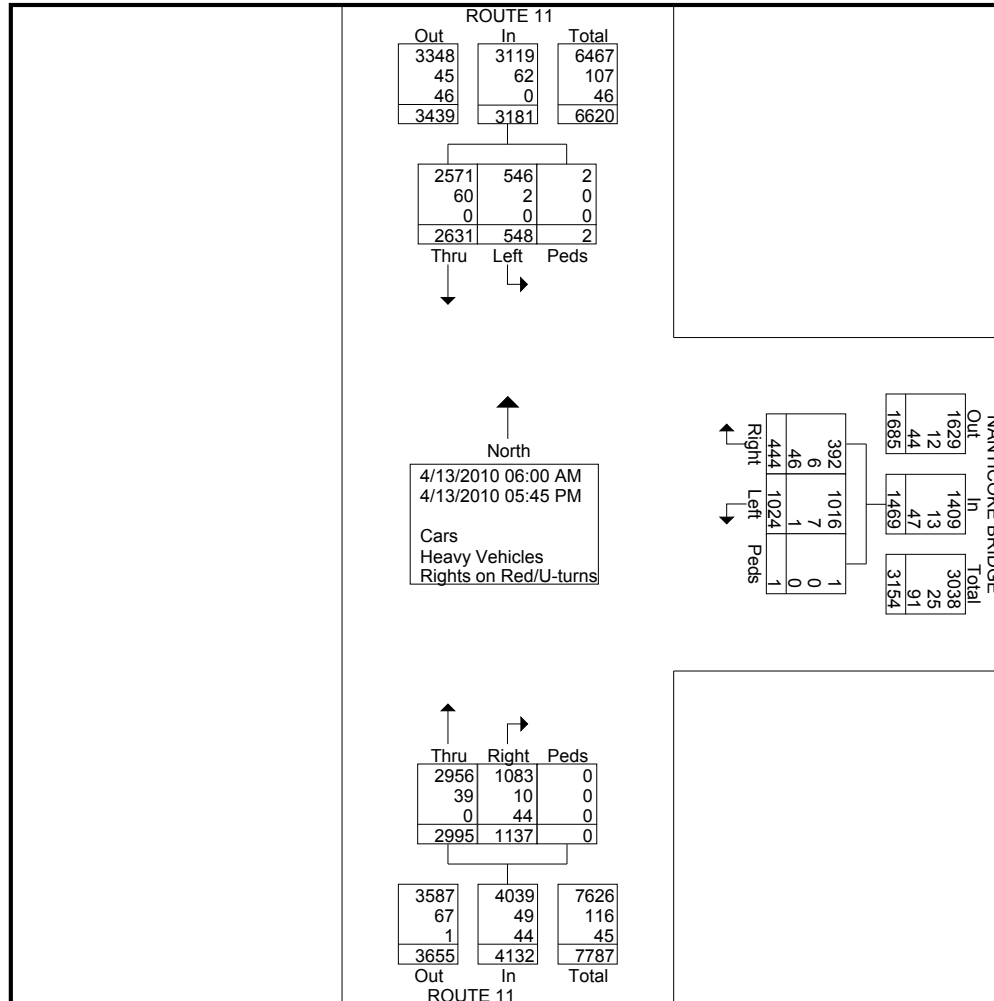 ROUTE 11
Out In Total
3348 3119 6467
45 62 107
46 0 46
3439 3181 6620
2571 546 2
60 2 0
0 0 0
2631 548 2
Thru Left Peds
North
4/13/2010 06:00 AM
4/13/2010 05:45 PM
Cars
Heavy Vehicles
Rights on Red/U-turns
NANTICOKE BRIDGE
Out In Total
1629 1409 3038
12 13 25
44 47 91
1685 1469 3154
392 1016 1
6 7 0
46 1 0
444 1024 1
Right Left Peds
Thru Right Peds
2956 1083 0
39 10 0
0 44 0
2995 1137 0
3587 4039 7626
67 49 116
1 44 45
3655 4132 7787
Out In Total
ROUTE 11